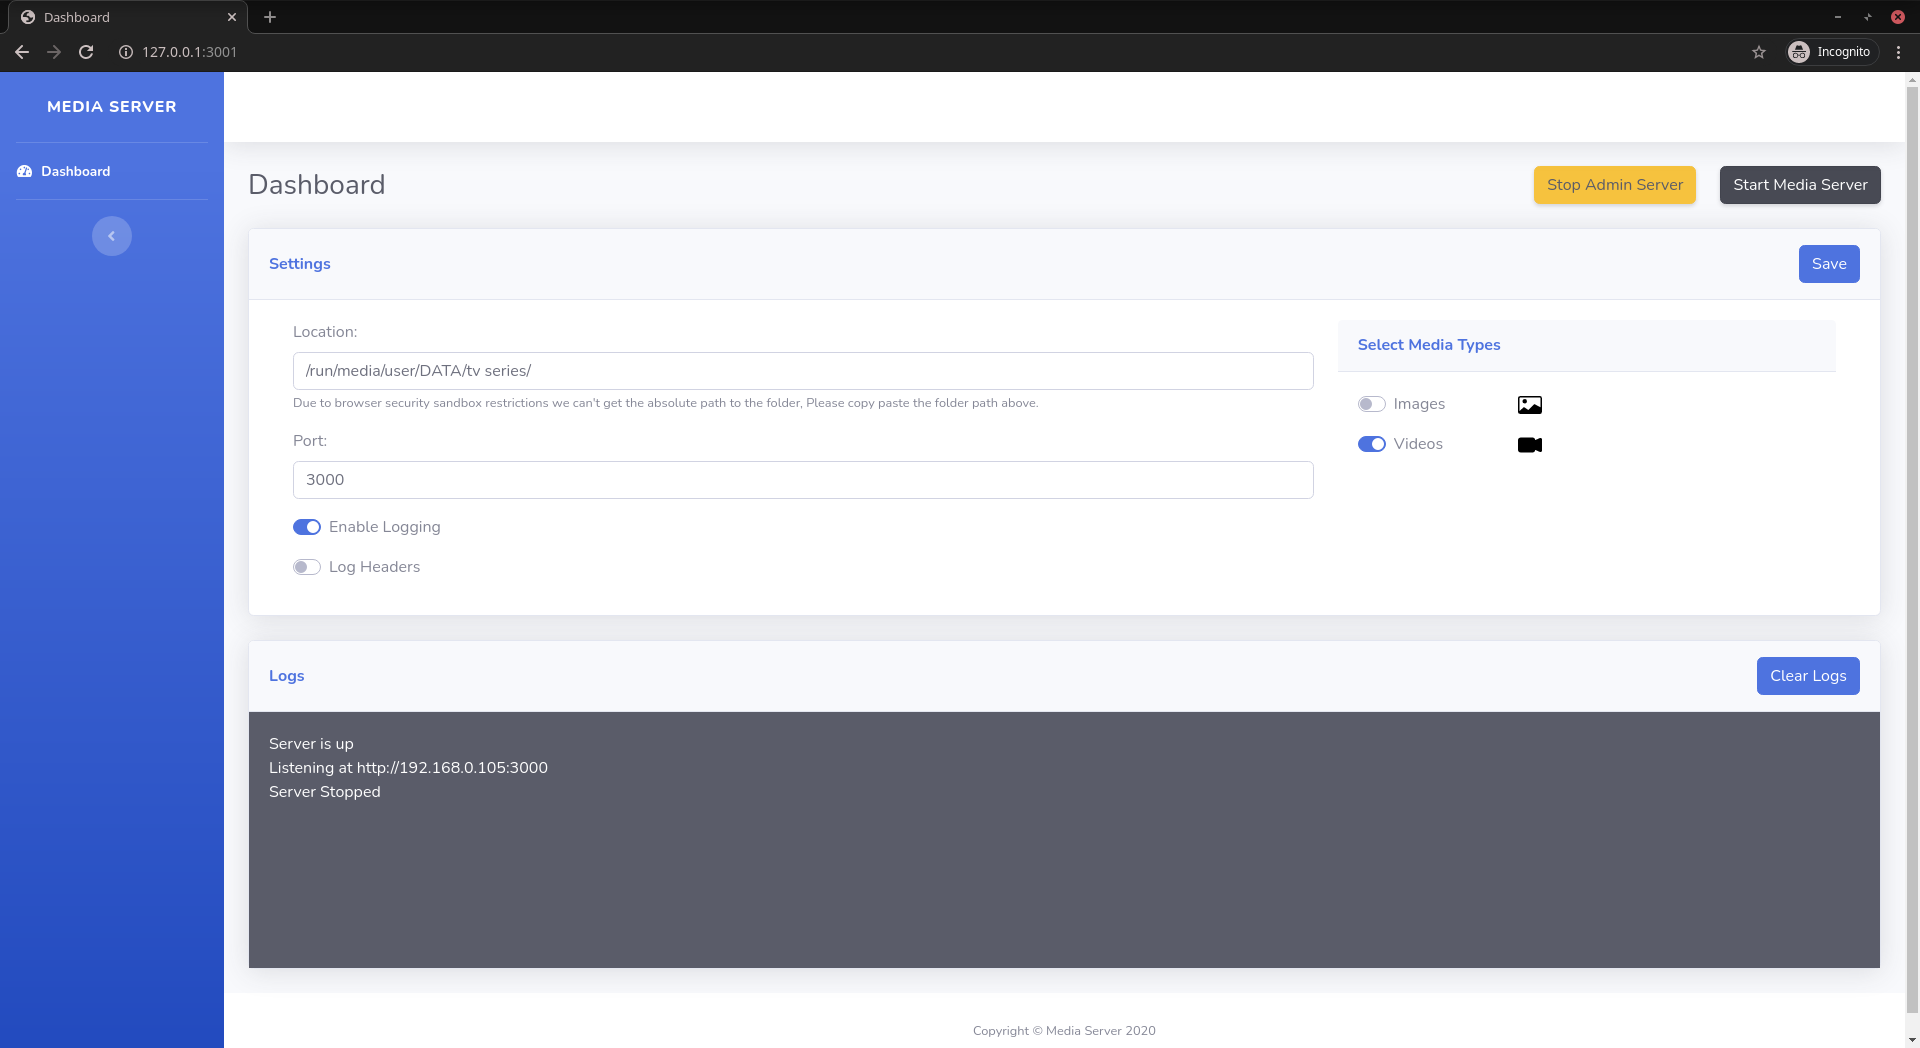 Dashboard
127.0.0.1:3001
Incognito
MEDIA SERVER
Dashboard
Dashboard
Stop Admin Server
Start Media Server
Settings
Save
Location:
/run/media/user/DATA/tv series/
Due to browser security sandbox restrictions we can't get the absolute path to the folder, Please copy paste the folder path above.
Port:
3000
Enable Logging
Log Headers
Select Media Types
Images
Videos
Logs
Clear Logs
Server is up
Listening at http://192.168.0.105:3000
Server Stopped
Copyright © Media Server 2020